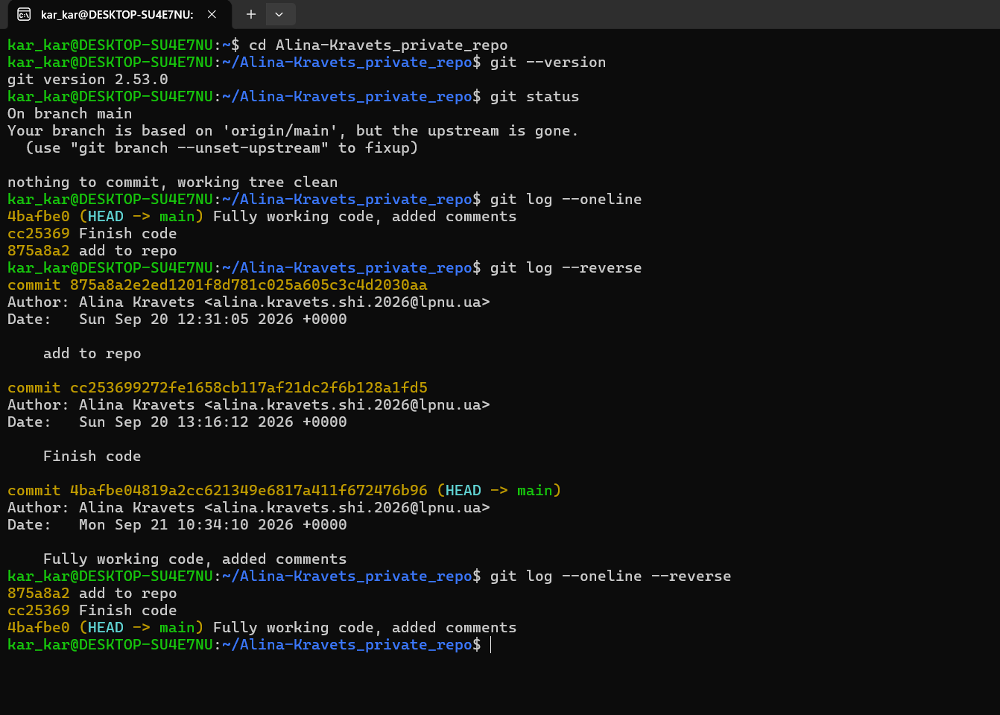 kar_kar@DESKTOP-SU4E7NU:
kar_kar@DESKTOP-SU4E7NU:~$ cd Alina-Kravets_private_repo
kar_kar@DESKTOP-SU4E7NU:~/Alina-Kravets_private_repo$ git --version
git version 2.53.0
kar_kar@DESKTOP-SU4E7NU:~/Alina-Kravets_private_repo$ git status
On branch main
Your branch is based on 'origin/main', but the upstream is gone.
  (use "git branch --unset-upstream" to fixup)

nothing to commit, working tree clean
kar_kar@DESKTOP-SU4E7NU:~/Alina-Kravets_private_repo$ git log --oneline
4bafbe0 (HEAD -> main) Fully working code, added comments
cc25369 Finish code
875a8a2 add to repo
kar_kar@DESKTOP-SU4E7NU:~/Alina-Kravets_private_repo$ git log --reverse
commit 875a8a2e2ed1201f8d781c025a605c3c4d2030aa
Author: Alina Kravets <alina.kravets.shi.2026@lpnu.ua>
Date:   Sun Sep 20 12:31:05 2026 +0000

    add to repo

commit cc253699272fe1658cb117af21dc2f6b128a1fd5
Author: Alina Kravets <alina.kravets.shi.2026@lpnu.ua>
Date:   Sun Sep 20 13:16:12 2026 +0000

    Finish code

commit 4bafbe04819a2cc621349e6817a411f672476b96 (HEAD -> main)
Author: Alina Kravets <alina.kravets.shi.2026@lpnu.ua>
Date:   Mon Sep 21 10:34:10 2026 +0000

    Fully working code, added comments
kar_kar@DESKTOP-SU4E7NU:~/Alina-Kravets_private_repo$ git log --oneline --reverse
875a8a2 add to repo
cc25369 Finish code
4bafbe0 (HEAD -> main) Fully working code, added comments
kar_kar@DESKTOP-SU4E7NU:~/Alina-Kravets_private_repo$